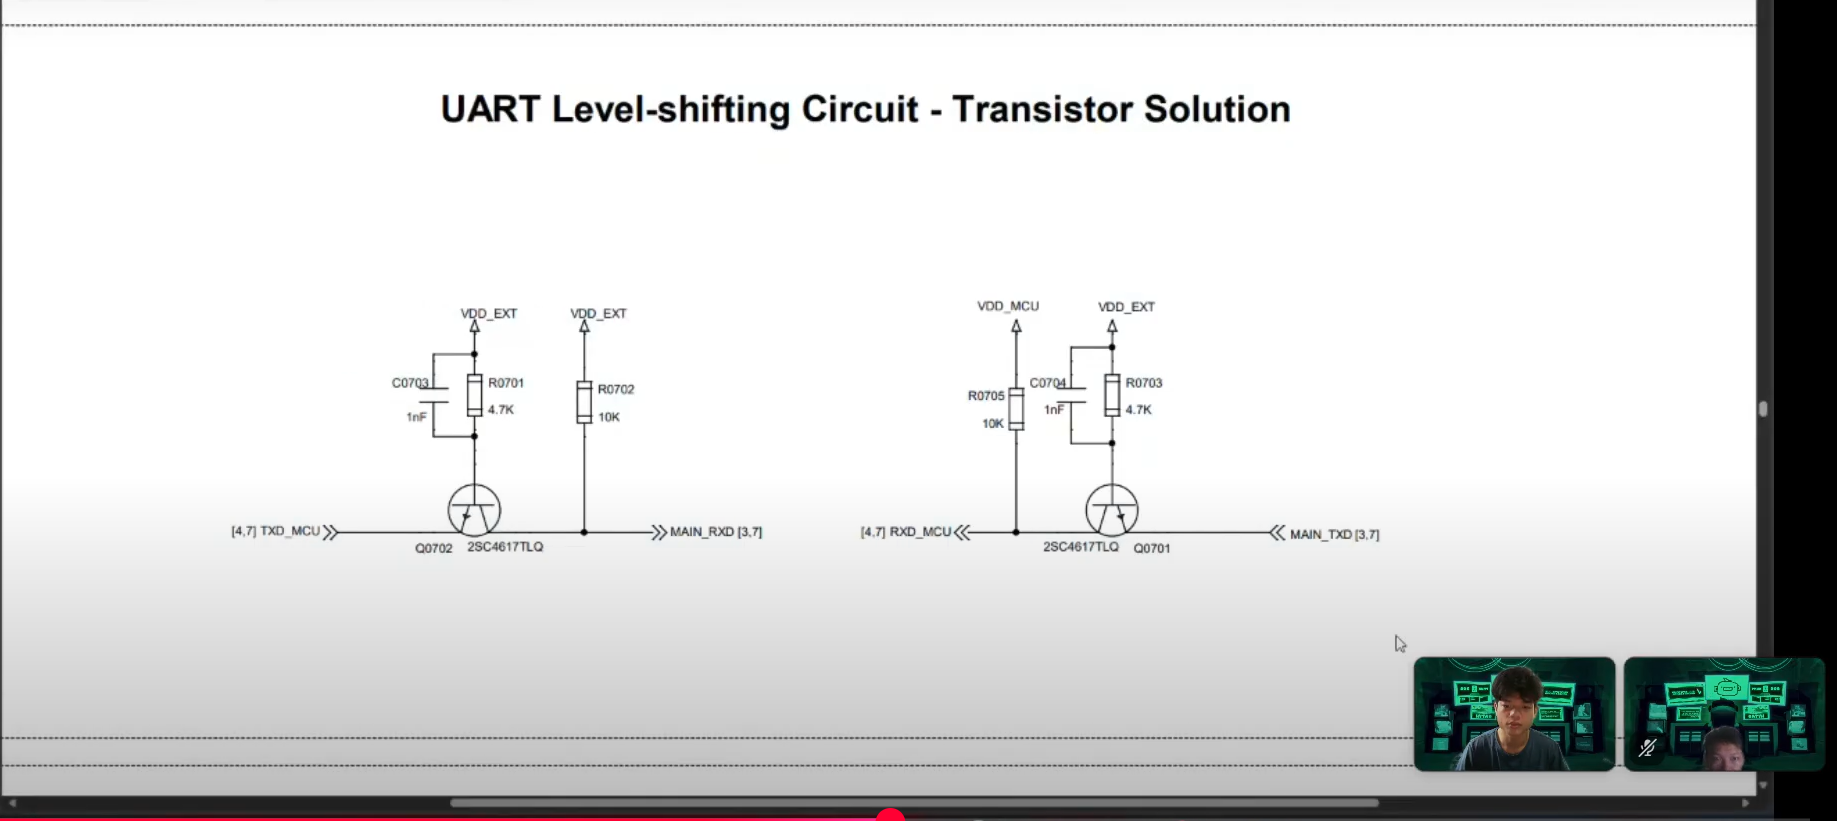 UART Level-shifting Circuit - Transistor Solution
VDD_EXT
VDD_EXT
C0703
1nF
R0701
4.7K
R0702
10K
[4,7] TXD_MCU
MAIN_RXD [3,7]
Q0702
2SC4617TLQ
VDD_MCU
VDD_EXT
R0705
10K
C0704
1nF
R0703
4.7K
[4,7] RXD_MCU
MAIN_TXD [3,7]
2SC4617TLQ
Q0701